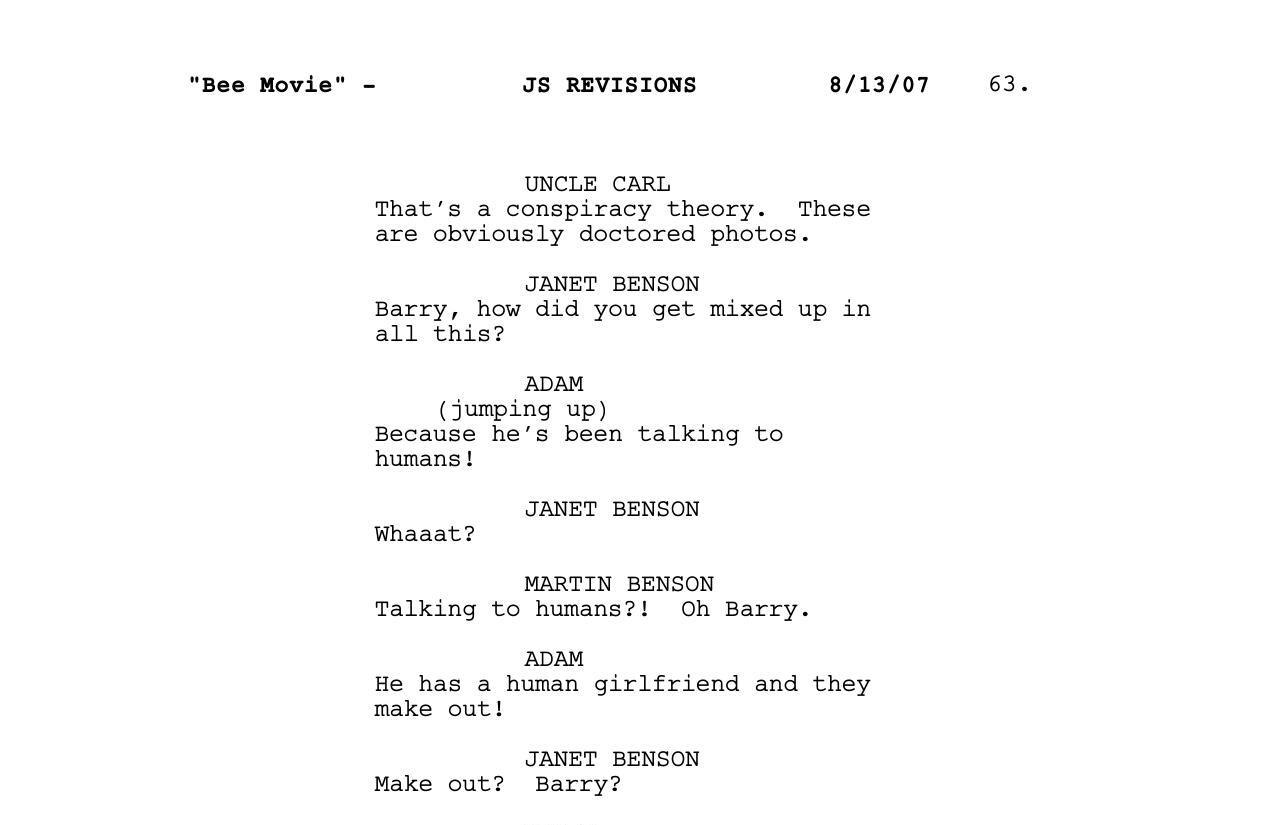 "Bee Movie" - JS REVISIONS 8/13/07 63.
UNCLE CARL
That's a conspiracy theory.  These
are obviously doctored photos.
JANET BENSON
Barry, how did you get mixed up in
all this?
ADAM
(jumping up)
Because he's been talking to
humans!
JANET BENSON
Whaaat?
MARTIN BENSON
Talking to humans?!  Oh Barry.
ADAM
He has a human girlfriend and they
make out!
JANET BENSON
Make out?  Barry?